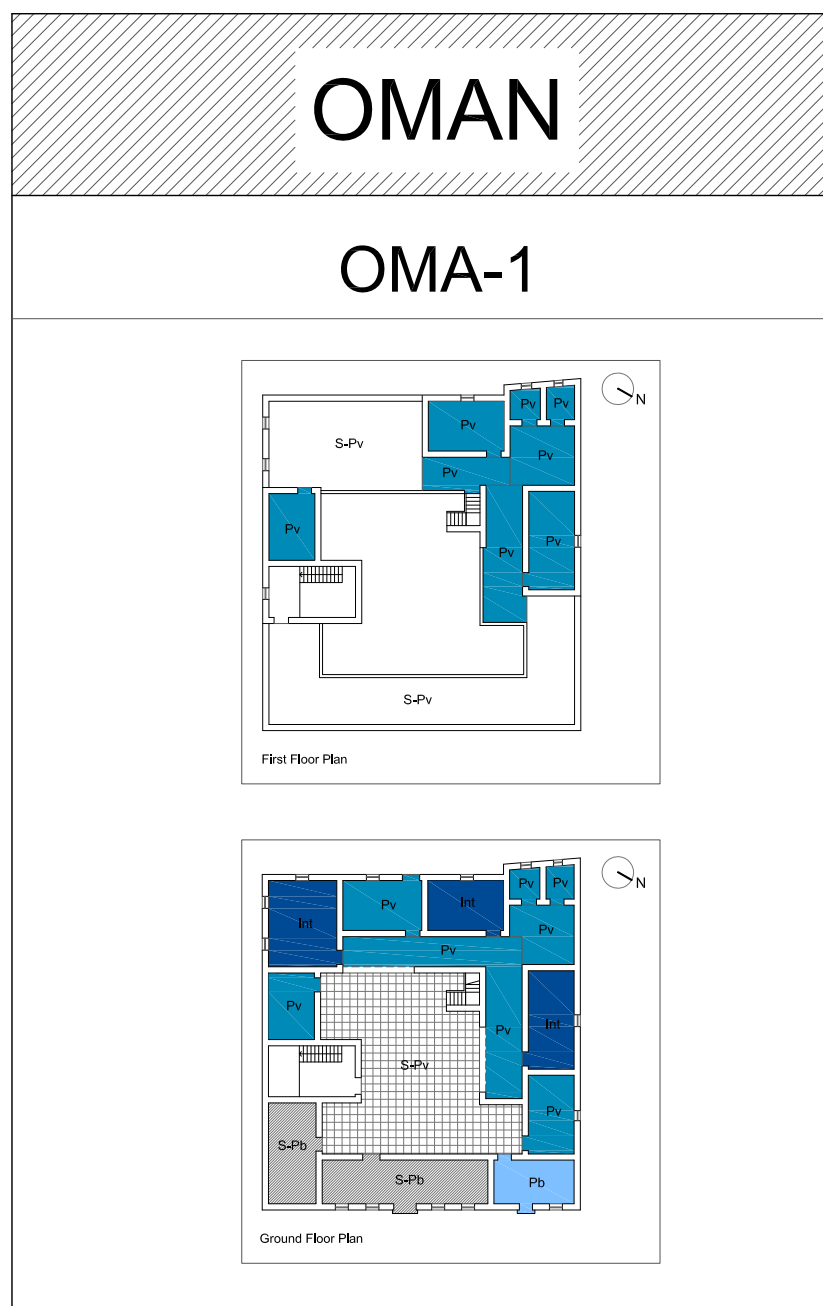 OMAN
OMA-1
N
Pv Pv
Pv
S-Pv
Pv
Pv
Pv
Pv
Pv
S-Pv
First Floor Plan
N
Pv Pv
Pv
Int
Int
Pv
Pv
Pv
Int
Pv
S-Pv
Pv
S-Pb
S-Pb
Pb
Ground Floor Plan